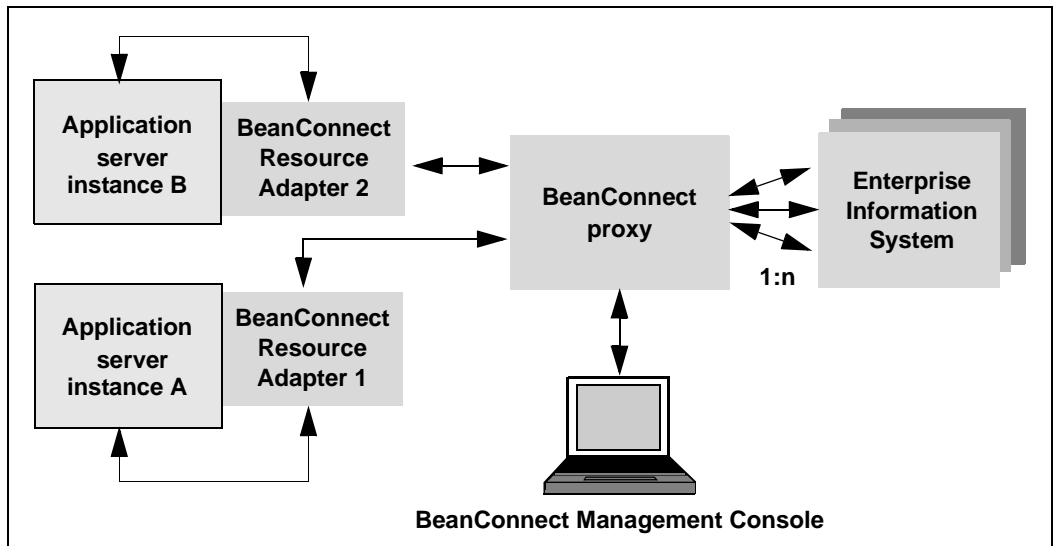 Application
server
instance B
BeanConnect
Resource
Adapter 2
BeanConnect
proxy
Enterprise
Information
System
1:n
Application
server
instance A
BeanConnect
Resource
Adapter 1
BeanConnect Management Console